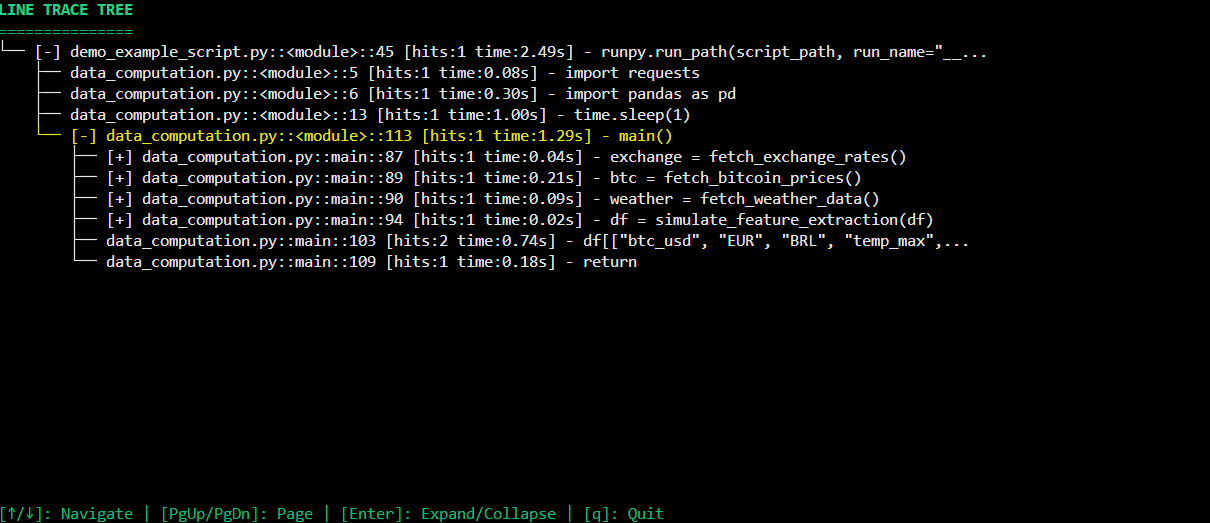 LINE TRACE TREE
===============
└── [-] demo_example_script.py::<module>::45 [hits:1 time:2.49s] - runpy.run_path(script_path, run_name="__...
    ├── data_computation.py::<module>::5 [hits:1 time:0.08s] - import requests
    ├── data_computation.py::<module>::6 [hits:1 time:0.30s] - import pandas as pd
    ├── data_computation.py::<module>::13 [hits:1 time:1.00s] - time.sleep(1)
    └── [-] data_computation.py::<module>::113 [hits:1 time:1.29s] - main()
        ├── [+] data_computation.py::main::87 [hits:1 time:0.04s] - exchange = fetch_exchange_rates()
        ├── [+] data_computation.py::main::89 [hits:1 time:0.21s] - btc = fetch_bitcoin_prices()
        ├── [+] data_computation.py::main::90 [hits:1 time:0.09s] - weather = fetch_weather_data()
        ├── [+] data_computation.py::main::94 [hits:1 time:0.02s] - df = simulate_feature_extraction(df)
        ├── data_computation.py::main::103 [hits:2 time:0.74s] - df[["btc_usd", "EUR", "BRL", "temp_max",...
        └── data_computation.py::main::109 [hits:1 time:0.18s] - return
[↑/↓]: Navigate | [PgUp/PgDn]: Page | [Enter]: Expand/Collapse | [q]: Quit